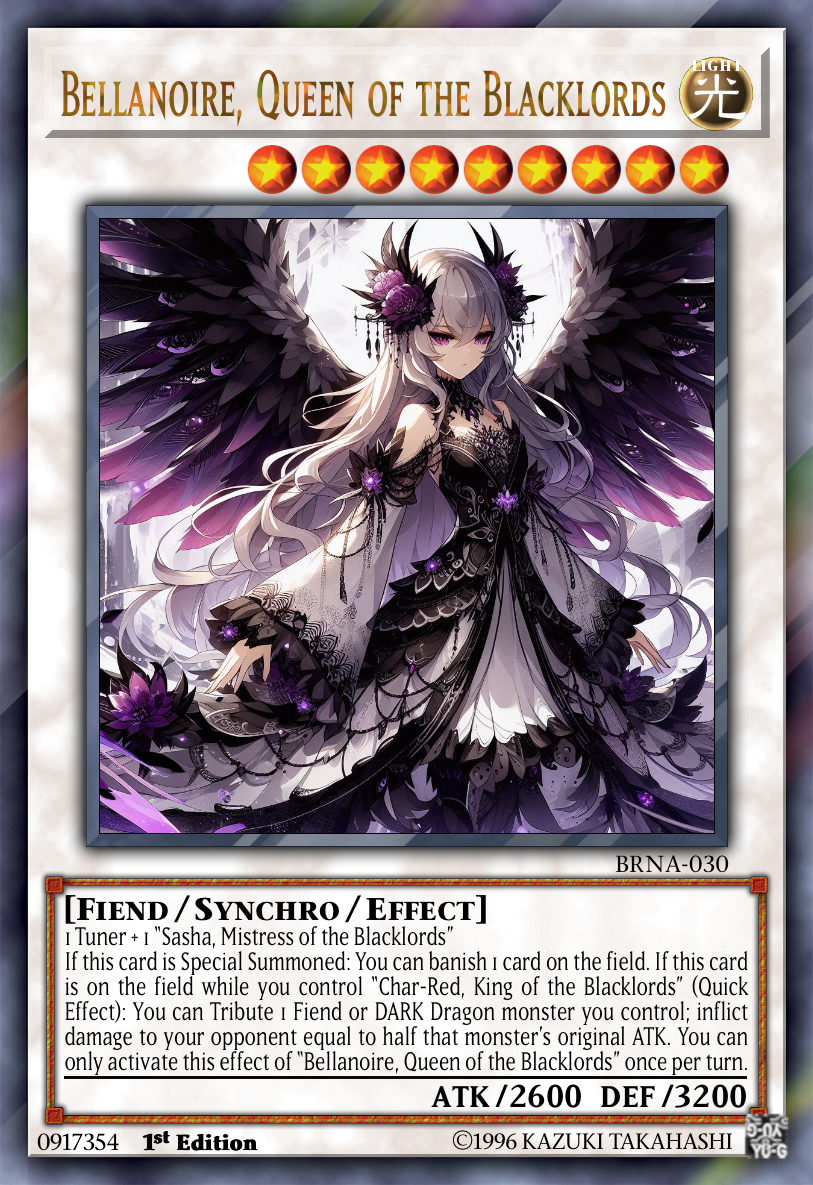 Bellanoire, Queen of the Blacklords
LIGHT
光
BRNA-030
[Fiend / Synchro / Effect]
1 Tuner + 1 "Sasha, Mistress of the Blacklords"
If this card is Special Summoned: You can banish 1 card on the field. If this card
is on the field while you control "Char-Red, King of the Blacklords" (Quick
Effect): You can Tribute 1 Fiend or DARK Dragon monster you control; inflict
damage to your opponent equal to half that monster's original ATK. You can
only activate this effect of "Bellanoire, Queen of the Blacklords" once per turn.
ATK/2600 DEF/3200
0917354 1st Edition ©1996 KAZUKI TAKAHASHI